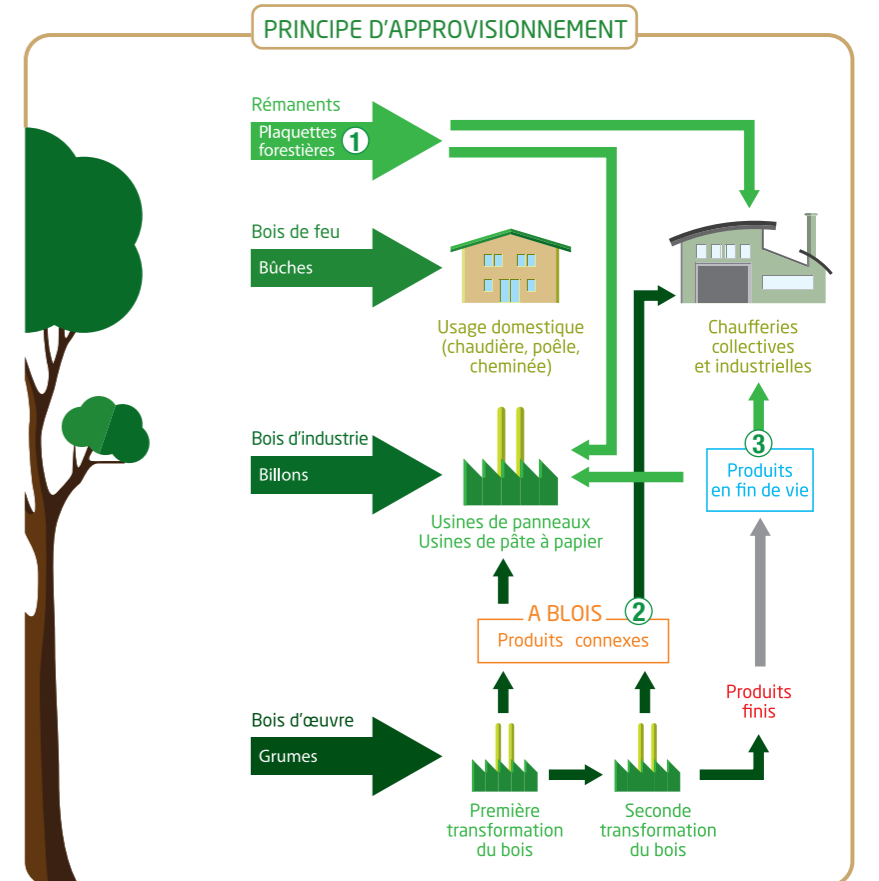 PRINCIPE D'APPROVISIONNEMENT
Rémanents
Plaquettes
forestières 1
Bois de feu
Bûches
Usage domestique
(chaudière, poêle,
cheminée)
Chaufferies
collectives
et industrielles
Bois d'industrie
Billons
3
Produits
en fin de vie
Usines de panneaux
Usines de pâte à papier
A BLOIS 2
Produits connexes
Produits
finis
Bois d'œuvre
Grumes
Première
transformation
du bois
Seconde
transformation
du bois